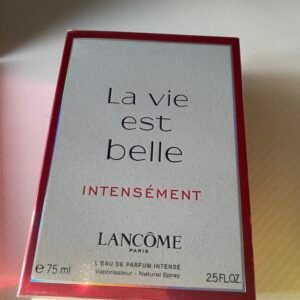 La vie
est
belle
INTENSÉMENT
LANCÔME
PARIS
L'EAU DE PARFUM INTENSE
Vaporisateur - Natural Spray
e 75 ml 2.5 FL.OZ.